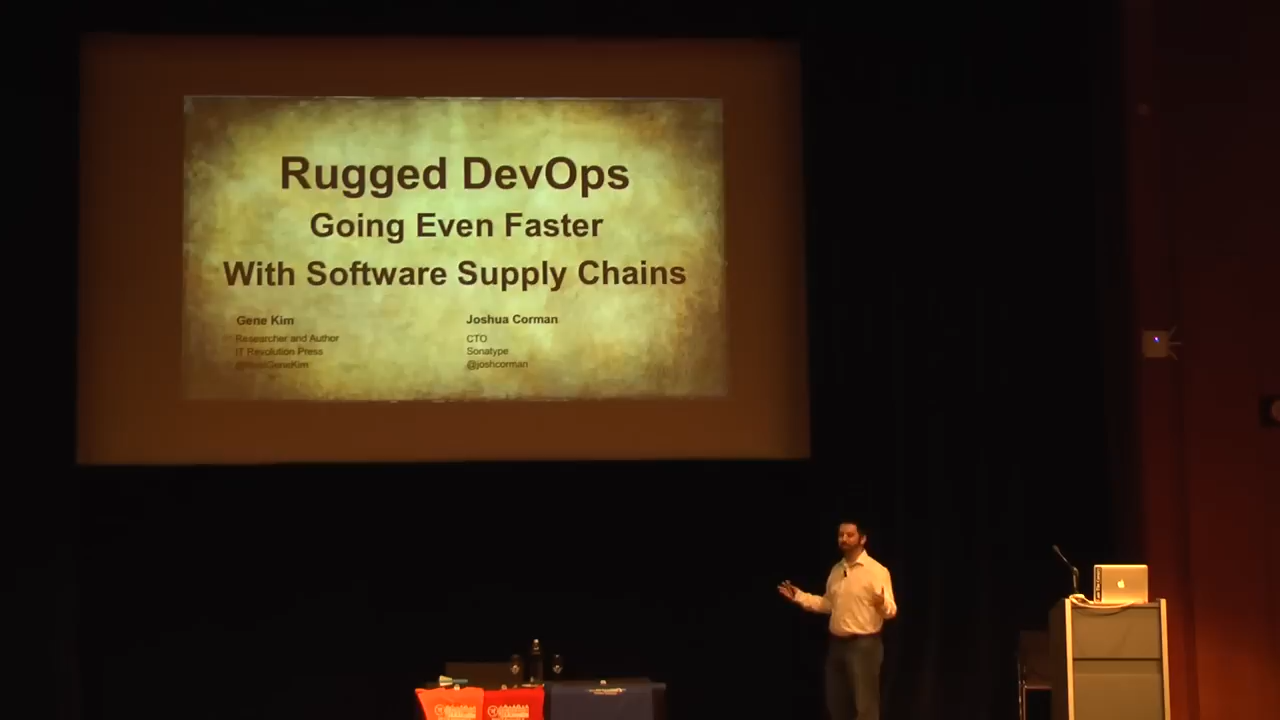 Rugged DevOps
Going Even Faster
With Software Supply Chains
Gene Kim
Researcher and Author
IT Revolution Press
@RealGeneKim
Joshua Corman
CTO
Sonatype
@joshcorman